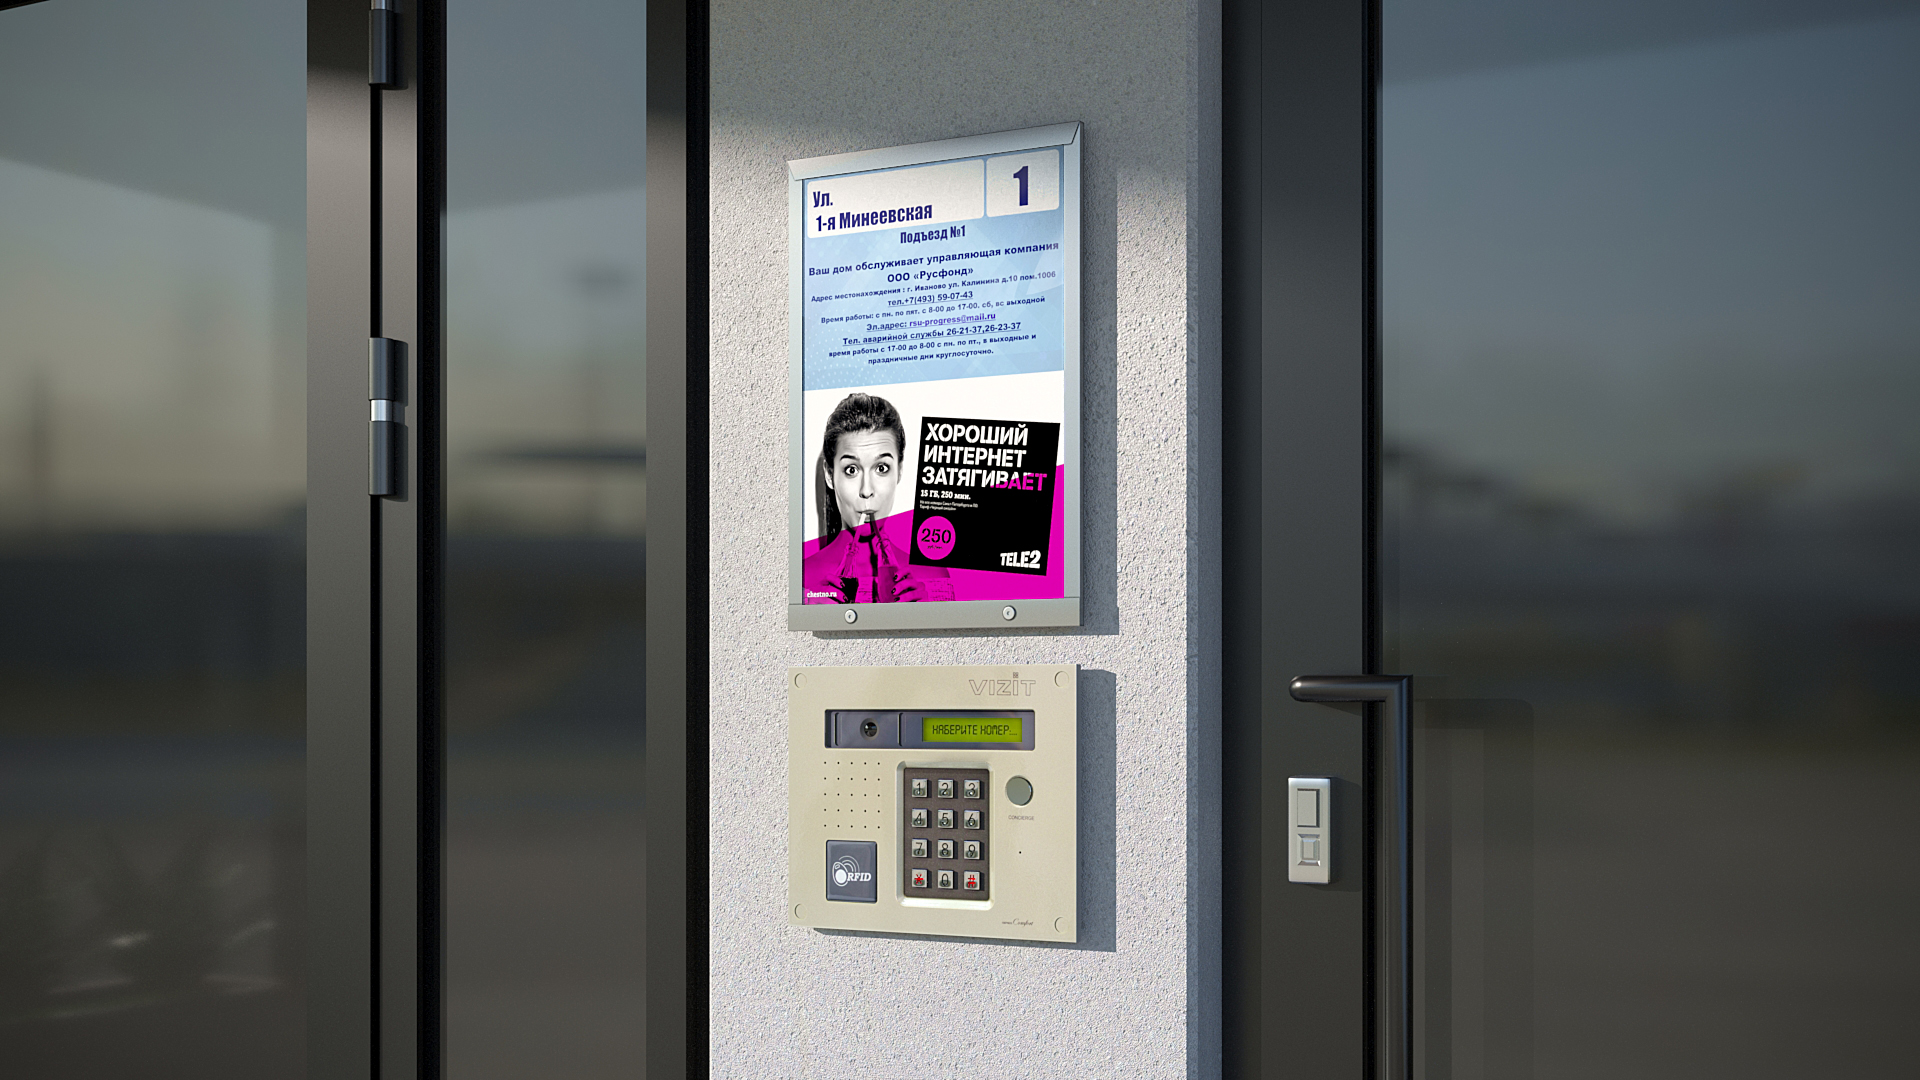 Ул.
1-я Минеевская
1
Подъезд №1
Ваш дом обслуживает управляющая компания
ООО «Русфонд»
Адрес местонахождения : г. Иваново ул. Калинина д.10 пом.1006
тел.+7(493) 59-07-43
Время работы: с пн. по пят. с 8-00 до 17-00. сб, вс выходной
Эл.адрес: rsu-progress@mail.ru
Тел. аварийной службы 26-21-37,26-23-37
время работы с 17-00 до 8-00 с пн. по пт., в выходные и
праздничные дни круглосуточно.
ХОРОШИЙ
ИНТЕРНЕТ
ЗАТЯГИВАЕТ
15 ГБ, 250 мин.
250
TELE2
chestno.ru
VIZIT
НАБЕРИТЕ НОМЕР...
1 2 3
4 5 6
7 8 9
* 0 #
CONCIERGE
RFID